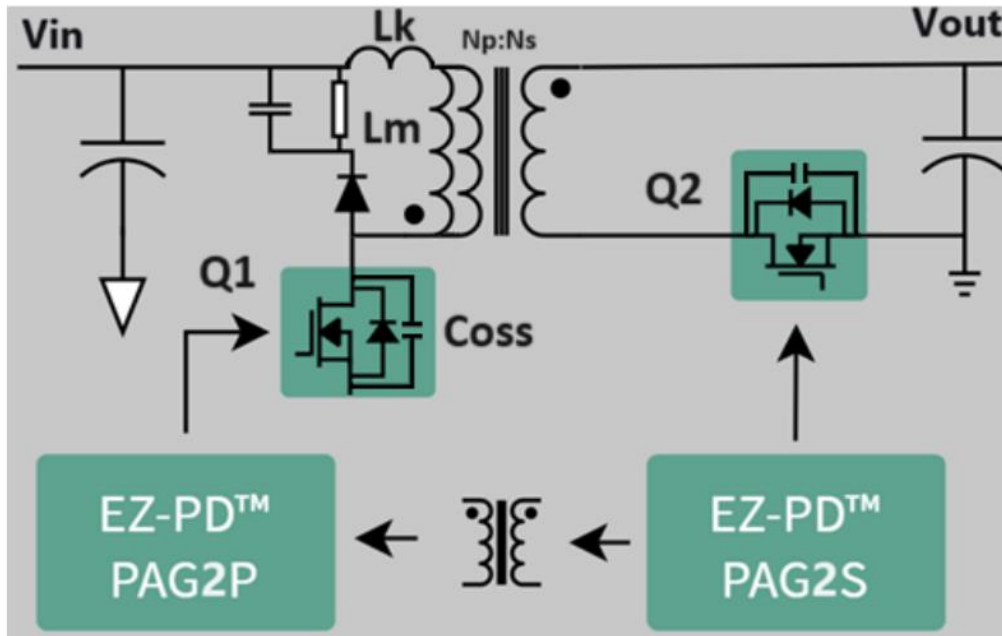 Vin
Lk
Np:Ns
Vout
Lm
Q2
Q1
Coss
EZ-PD™
PAG2P
EZ-PD™
PAG2S